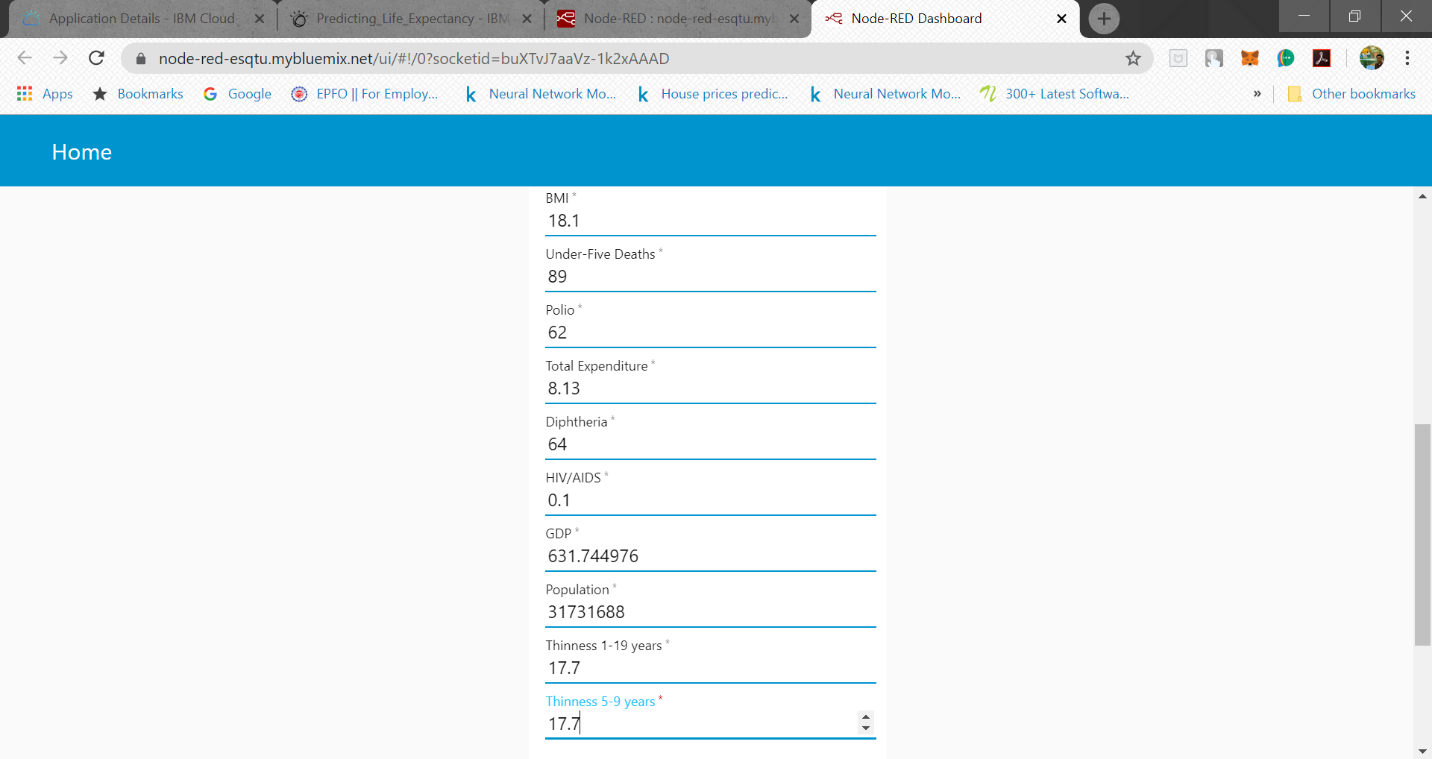 Application Details - IBM Cloud
Predicting_Life_Expectancy - IBM
Node-RED : node-red-esqtu.myb
Node-RED Dashboard
node-red-esqtu.mybluemix.net/ui/#!/0?socketid=buXTvJ7aaVz-1k2xAAAD
Apps
Bookmarks
Google
EPFO || For Employ...
Neural Network Mo...
House prices predic...
Neural Network Mo...
300+ Latest Softwa...
»
Other bookmarks
Home
BMI *
18.1
Under-Five Deaths *
89
Polio *
62
Total Expenditure *
8.13
Diphtheria *
64
HIV/AIDS *
0.1
GDP *
631.744976
Population *
31731688
Thinness 1-19 years *
17.7
Thinness 5-9 years *
17.7